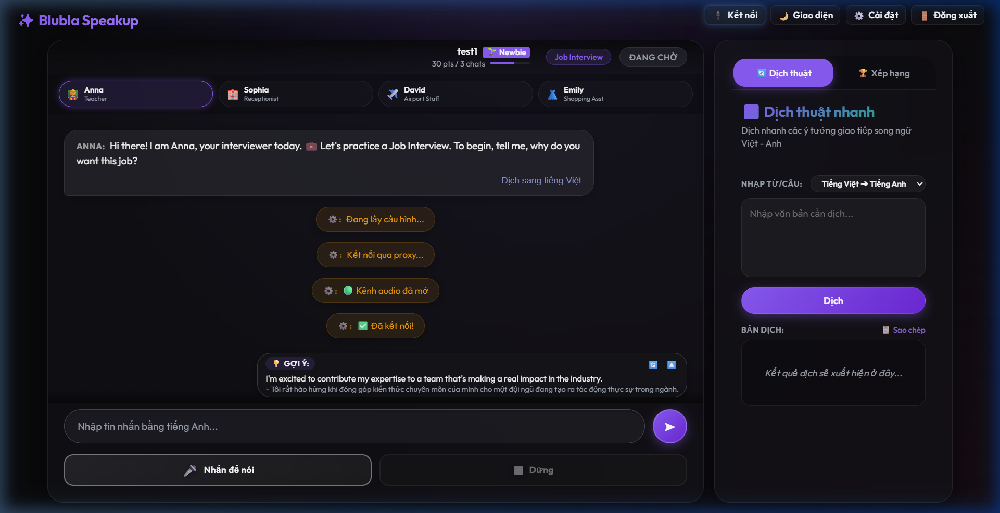 Blubla Speakup
Kết nối
Giao diện
Cài đặt
Đăng xuất
test1
Newbie
30 pts / 3 chats
Job Interview
ĐANG CHỜ
Anna
Teacher
Sophia
Receptionist
David
Airport Staff
Emily
Shopping Asst
ANNA: Hi there! I am Anna, your interviewer today. 💼 Let's practice a Job Interview. To begin, tell me, why do you
want this job?
Dịch sang tiếng Việt
⚙️: Đang lấy cấu hình...
⚙️: Kết nối qua proxy...
⚙️: 🟢 Kênh audio đã mở
⚙️: ✅ Đã kết nối!
💡 GỢI Ý:
I'm excited to contribute my expertise to a team that's making a real impact in the industry.
- Tôi rất hào hứng khi đóng góp kiến thức chuyên môn của mình cho một đội ngũ đang tạo ra tác động thực sự trong ngành.
Nhập tin nhắn bằng tiếng Anh...
Nhấn để nói
Dừng
Dịch thuật
Xếp hạng
Dịch thuật nhanh
Dịch nhanh các ý tưởng giao tiếp song ngữ
Việt - Anh
NHẬP TỪ/CÂU:
Tiếng Việt ➔ Tiếng Anh
Nhập văn bản cần dịch...
Dịch
BẢN DỊCH:
Sao chép
Kết quả dịch sẽ xuất hiện ở đây...